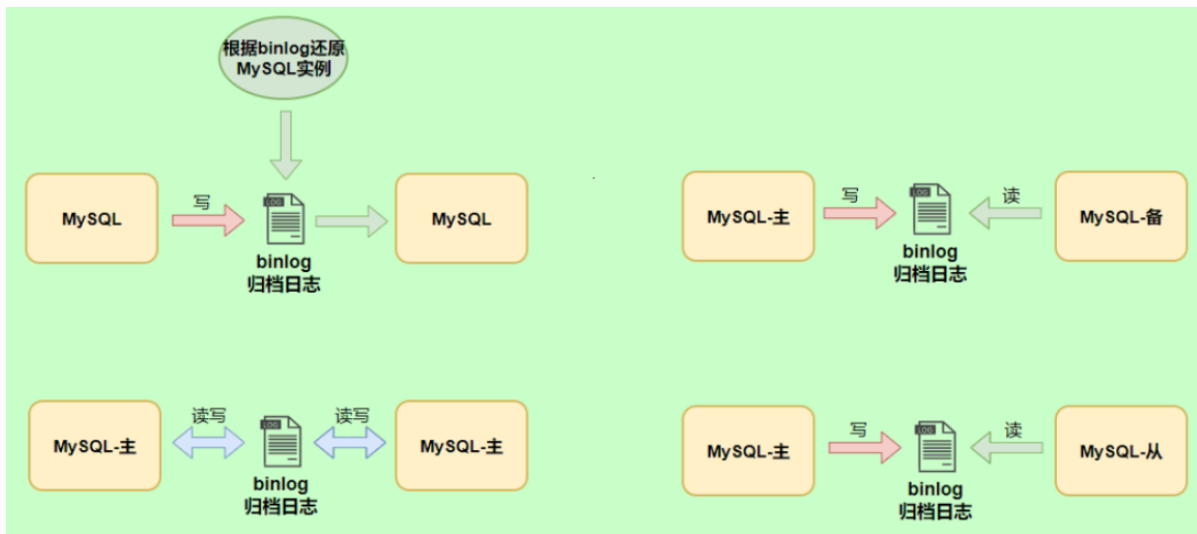 根据binlog还原
MySQL实例
MySQL
写
LOG
binlog
归档日志
MySQL
MySQL-主
写
LOG
binlog
归档日志
读
MySQL-备
MySQL-主
读写
LOG
binlog
归档日志
读写
MySQL-主
MySQL-主
写
LOG
binlog
归档日志
读
MySQL-从